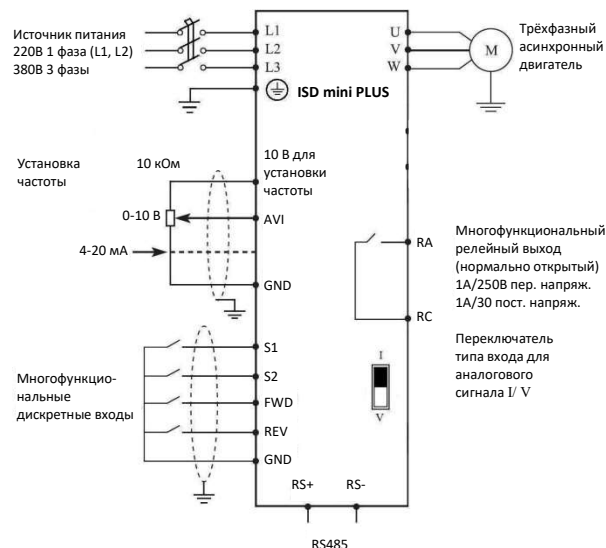 Источник питания
220В 1 фаза (L1, L2)
380В 3 фазы
L1
L2
L3
ISD mini PLUS
U
V
W
M
Трёхфазный
асинхронный
двигатель
Установка
частоты
10 кОм
0-10 В
4-20 мА
10 В для
установки
частоты
AVI
GND
RA
RC
Многофункциональный
релейный выход
(нормально открытый)
1А/250В пер. напряж.
1А/30 пост. напряж.
Переключатель
типа входа для
аналогового
сигнала I/ V
I
V
Многофункцио-
нальные
дискретные входы
S1
S2
FWD
REV
GND
RS+ RS-
RS485